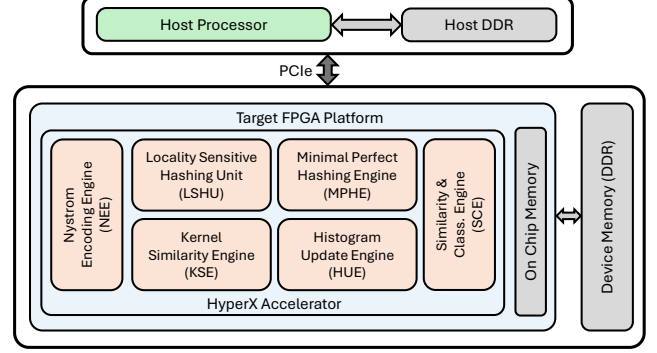 Host Processor
Host DDR
PCIe
Target FPGA Platform
Nystrom
Encoding Engine
(NEE)
Locality Sensitive
Hashing Unit
(LSHU)
Minimal Perfect
Hashing Engine
(MPHE)
Kernel
Similarity Engine
(KSE)
Histogram
Update Engine
(HUE)
Similarity &
Class. Engine
(SCE)
HyperX Accelerator
On Chip Memory
Device Memory (DDR)